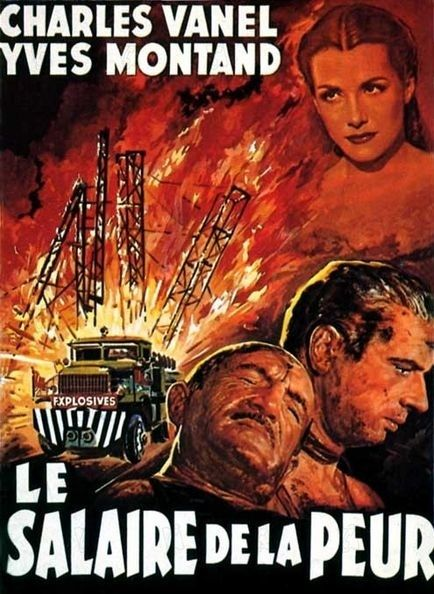 CHARLES VANEL
YVES MONTAND
EXPLOSIVES
LE
SALAIRE DE LA PEUR